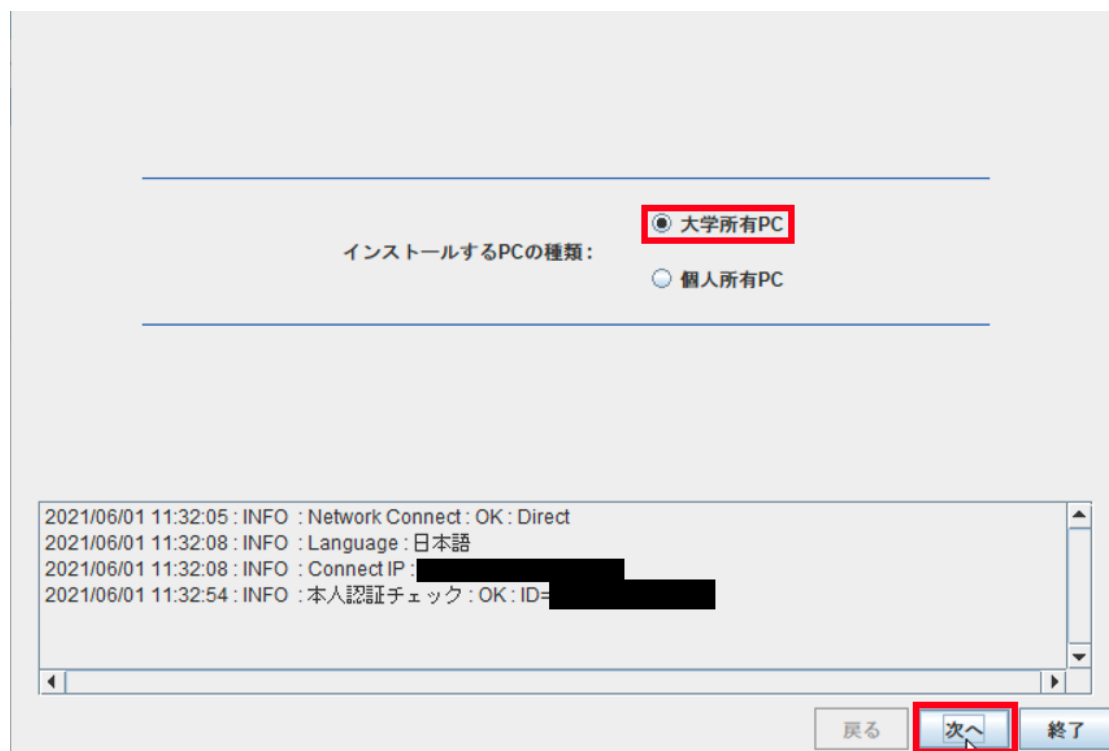 大学所有PC
インストールするPCの種類:
個人所有PC
2021/06/01 11:32:05 : INFO : Network Connect : OK : Direct
2021/06/01 11:32:08 : INFO : Language : 日本語
2021/06/01 11:32:08 : INFO : Connect IP :
2021/06/01 11:32:54 : INFO : 本人認証チェック : OK : ID=
戻る 次へ 終了